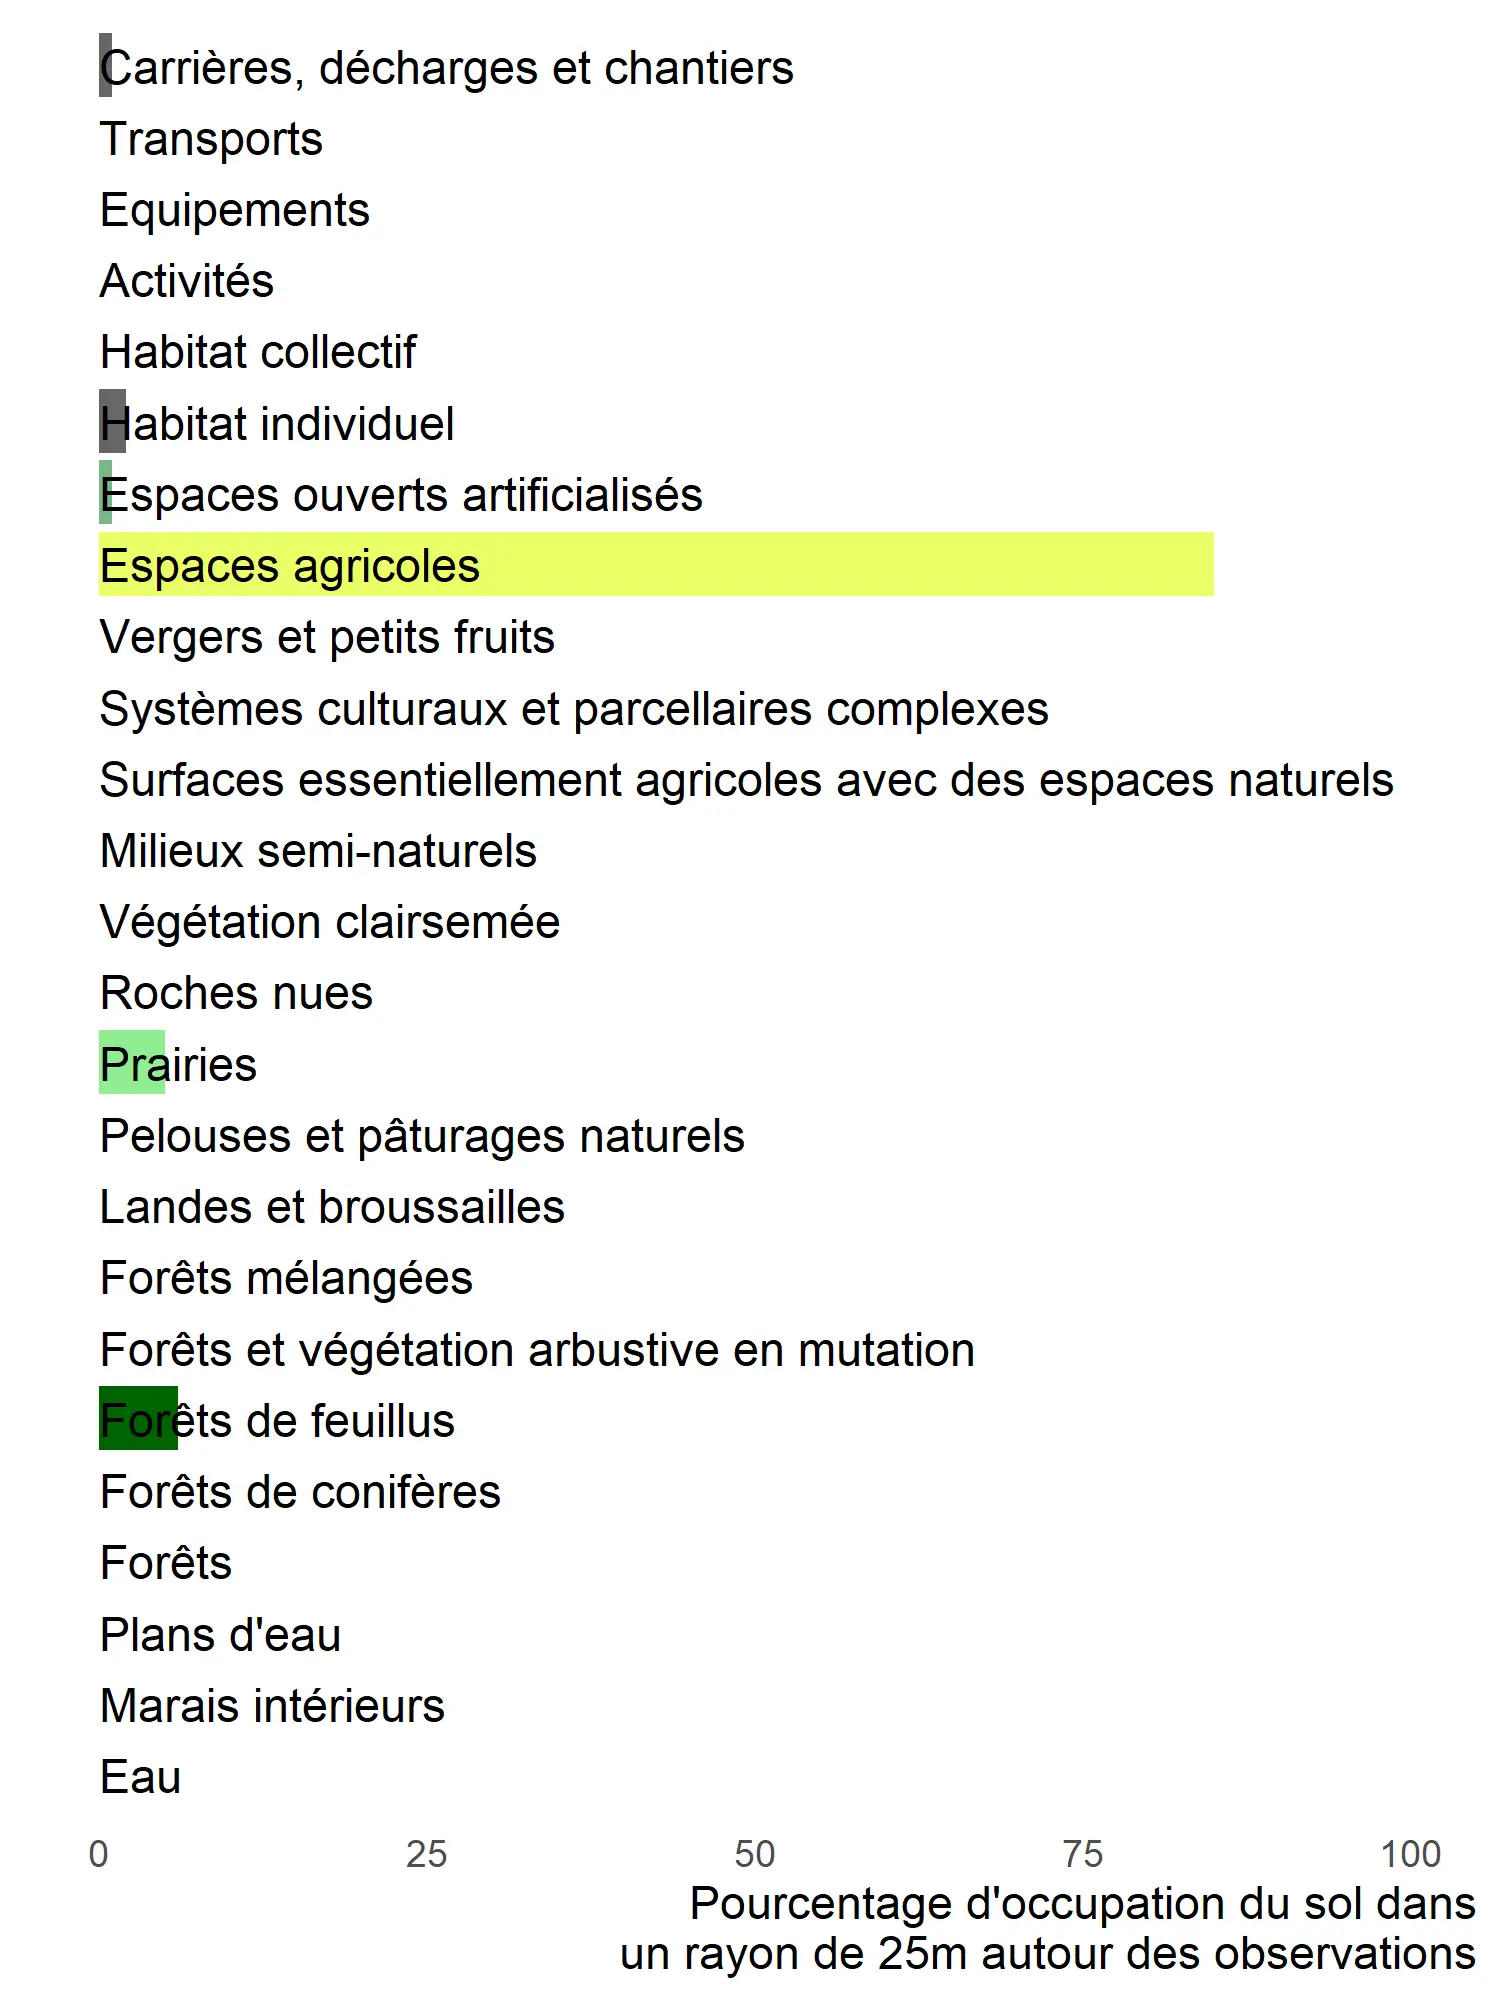 Carrières, décharges et chantiers
Transports
Equipements
Activités
Habitat collectif
Habitat individuel
Espaces ouverts artificialisés
Espaces agricoles
Vergers et petits fruits
Systèmes culturaux et parcellaires complexes
Surfaces essentiellement agricoles avec des espaces naturels
Milieux semi-naturels
Végétation clairsemée
Roches nues
Prairies
Pelouses et pâturages naturels
Landes et broussailles
Forêts mélangées
Forêts et végétation arbustive en mutation
Forêts de feuillus
Forêts de conifères
Forêts
Plans d'eau
Marais intérieurs
Eau
0 25 50 75 100
Pourcentage d'occupation du sol dans
un rayon de 25m autour des observations